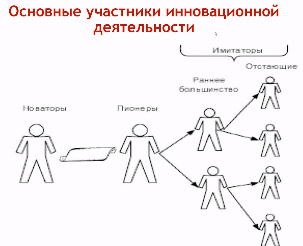 Основные участники инновационной
деятельности
Имитаторы
Отстающие
Раннее
большинство
Новаторы
Пионеры